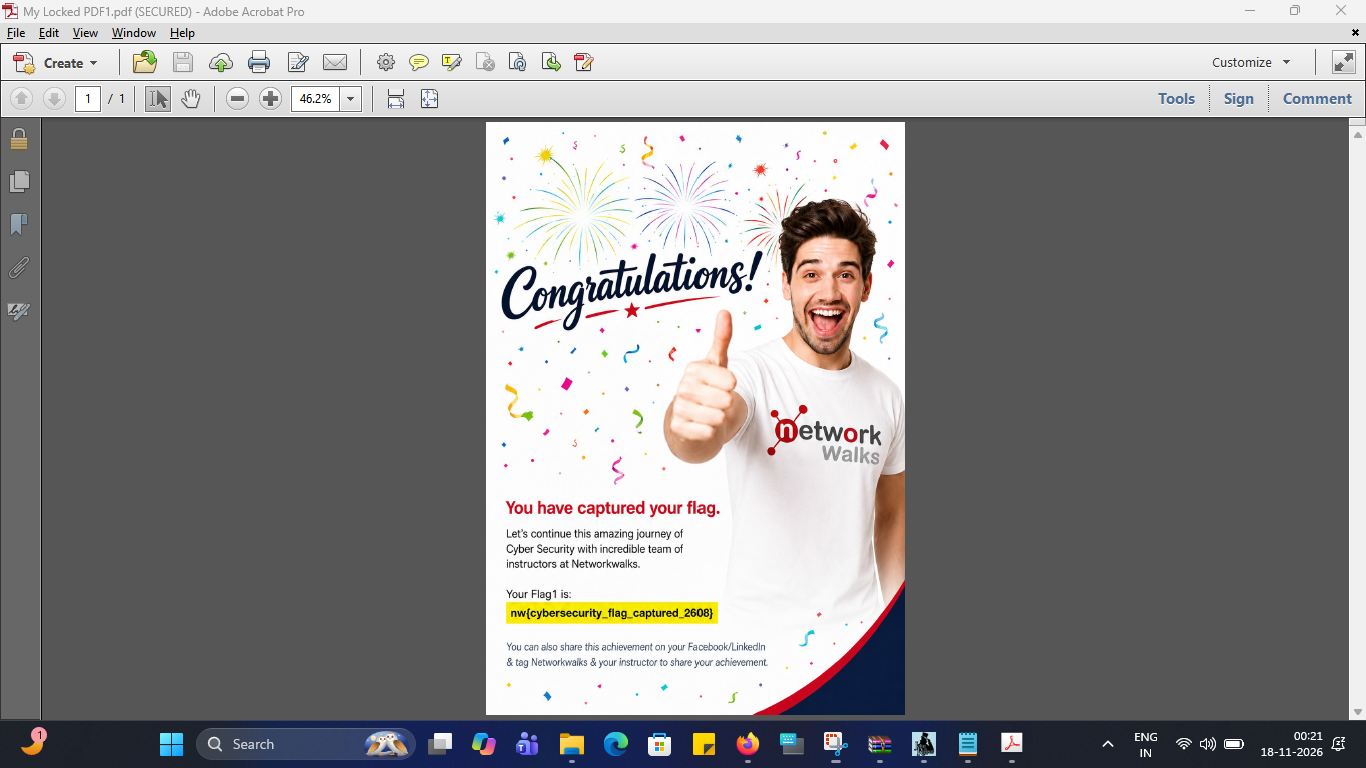 My Locked PDF1.pdf (SECURED) - Adobe Acrobat Pro
File Edit View Window Help
Create
Customize
1 / 1
46.2%
Tools Sign Comment
Congratulations!
network
Walks
You have captured your flag.
Let's continue this amazing journey of
Cyber Security with incredible team of
instructors at Networkwalks.
Your Flag1 is:
nw{cybersecurity_flag_captured_2608}
You can also share this achievement on your Facebook/LinkedIn
& tag Networkwalks & your instructor to share your achievement.
1
Search
ENG
IN
00:21
18-11-2026